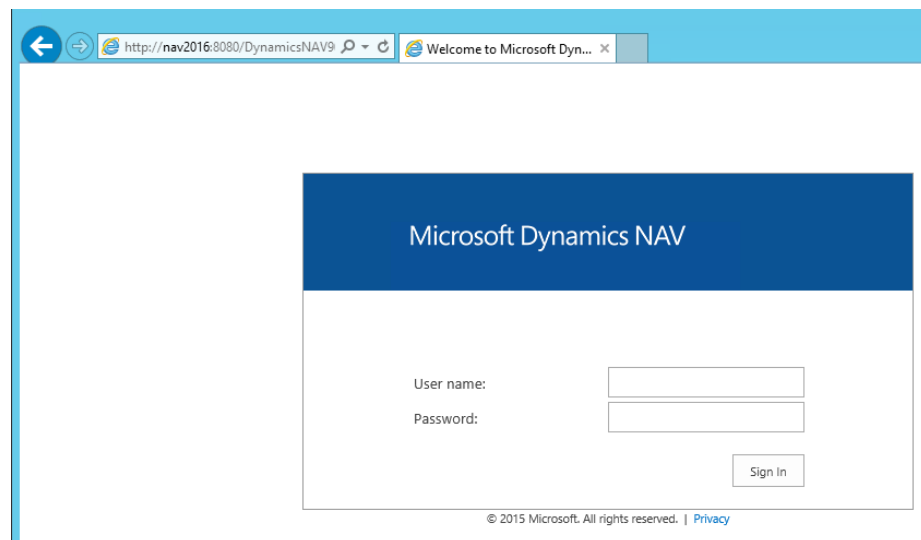 http://nav2016:8080/DynamicsNAV9
Welcome to Microsoft Dyn...
Microsoft Dynamics NAV
User name:
Password:
Sign In
© 2015 Microsoft. All rights reserved. | Privacy